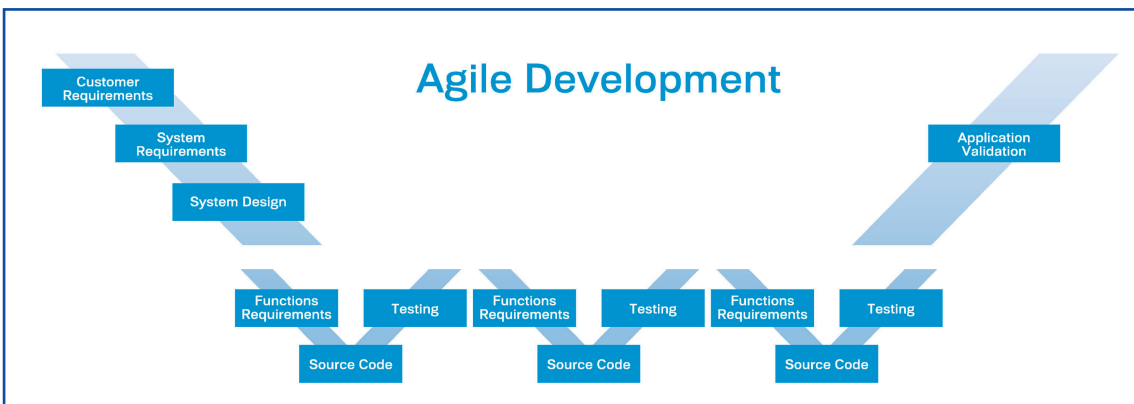 Agile Development
Customer
Requirements
System
Requirements
System Design
Application
Validation
Functions
Requirements
Testing
Source Code
Functions
Requirements
Testing
Source Code
Functions
Requirements
Testing
Source Code